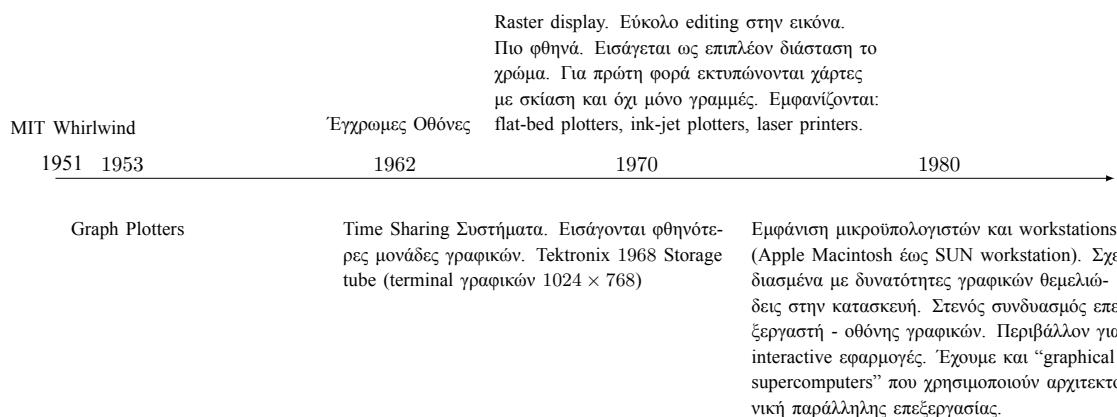 Raster display. Εύκολο editing στην εικόνα.
Πιο φθηνά. Εισάγεται ως επιπλέον διάσταση το
χρώμα. Για πρώτη φορά εκτυπώνονται χάρτες
με σκίαση και όχι μόνο γραμμές. Εμφανίζονται:
flat-bed plotters, ink-jet plotters, laser printers.
MIT Whirlwind
Έγχρωμες Οθόνες
1951 1953 1962 1970 1980
Graph Plotters
Time Sharing Συστήματα. Εισάγονται φθηνότε-
ρες μονάδες γραφικών. Tektronix 1968 Storage
tube (terminal γραφικών 1024 × 768)
Εμφάνιση μικροϋπολογιστών και workstations
(Apple Macintosh έως SUN workstation). Σχε
διασμένα με δυνατότητες γραφικών θεμελιώ-
δεις στην κατασκευή. Στενός συνδυασμός επε
ξεργαστή - οθόνης γραφικών. Περιβάλλον για
interactive εφαρμογές. Έχουμε και “graphical
supercomputers” που χρησιμοποιούν αρχιτεκτο
νική παράλληλης επεξεργασίας.